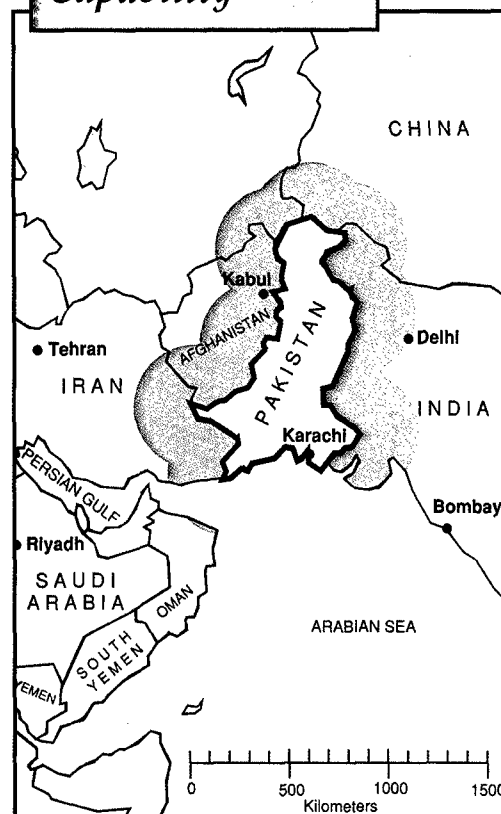 Capability
CHINA
Kabul
AFGHANISTAN
PAKISTAN
Delhi
Tehran
IRAN
INDIA
Karachi
PERSIAN GULF
Bombay
Riyadh
SAUDI
ARABIA
OMAN
ARABIAN SEA
SOUTH
YEMEN
YEMEN
0 500 1000 1500
Kilometers